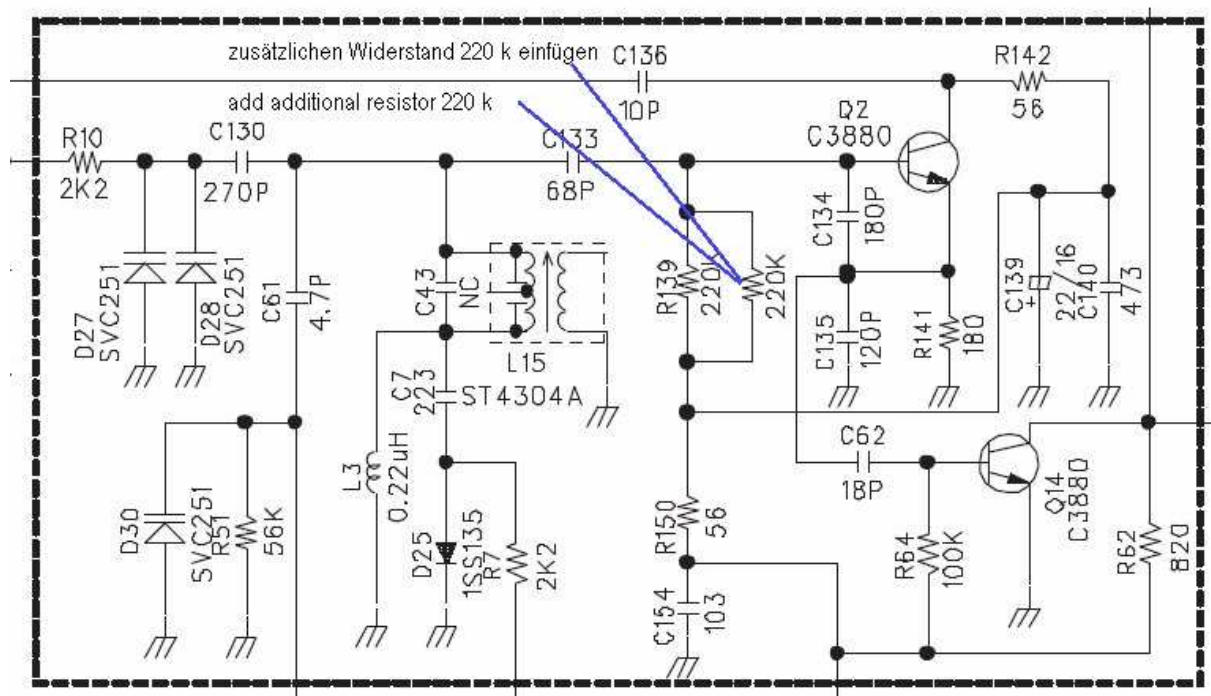 zusätzlichen Widerstand 220 k einfügen
add additional resistor 220 k
C136
10P
R142
56
Q2
C3880
R10
2K2
C130
270P
C133
68P
C134
180P
D27
SVC251
D28
SVC251
C61
4.7P
C43
NC
L15
ST4304A
R139
220K
220K
C135
120P
R141
180
C139
+
22/16
C140
473
C7
223
L3
0.22uH
D30
SVC251
R51
56K
D25
1SS135
R7
2K2
R150
56
C154
103
C62
18P
R64
100K
Q14
C3880
R62
820